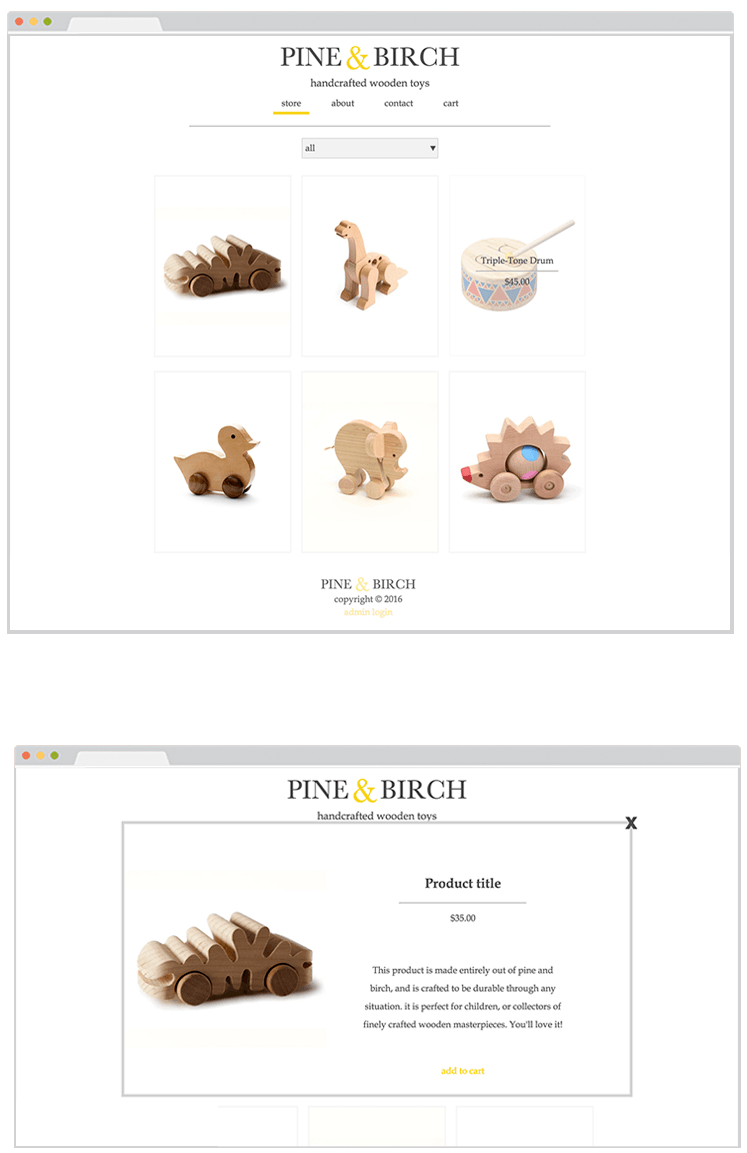 PINE & BIRCH
handcrafted wooden toys
store about contact cart
all
Triple-Tone Drum
$45.00
PINE & BIRCH
copyright © 2016
admin login
PINE & BIRCH
handcrafted wooden toys
X
Product title
$35.00
This product is made entirely out of pine and
birch, and is crafted to be durable through any
situation. it is perfect for children, or collectors of
finely crafted wooden masterpieces. You'll love it!
add to cart